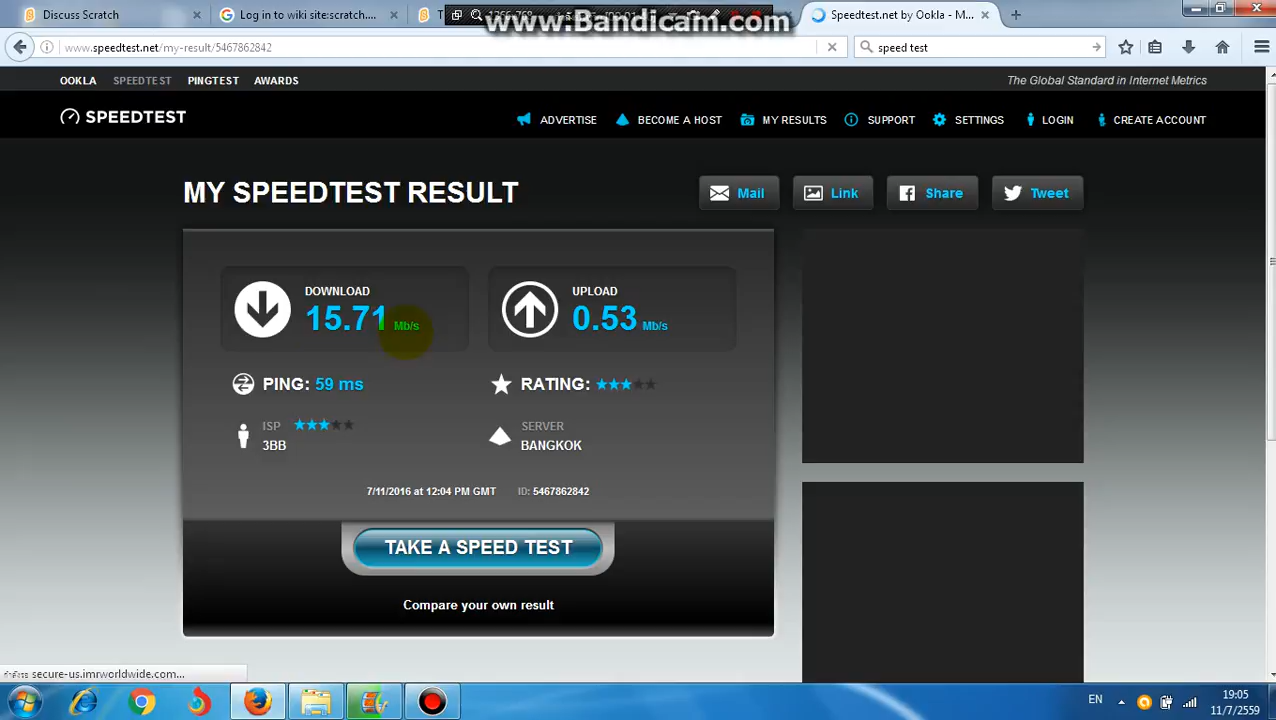 Discuss Scratch
Log in to wiki site:scratch....
www.Bandicam.com
Speedtest.net by Ookla - M...
www.speedtest.net/my-result/5467862842
speed test
OOKLA SPEEDTEST PINGTEST AWARDS
The Global Standard in Internet Metrics
SPEEDTEST
ADVERTISE BECOME A HOST MY RESULTS SUPPORT SETTINGS LOGIN CREATE ACCOUNT
MY SPEEDTEST RESULT
Mail Link Share Tweet
DOWNLOAD
15.71 Mb/s
UPLOAD
0.53 Mb/s
PING: 59 ms
RATING:
ISP
3BB
SERVER
BANGKOK
7/11/2016 at 12:04 PM GMT ID: 5467862842
TAKE A SPEED TEST
Compare your own result
secure-us.imrworldwide.com...
EN
19:05
11/7/2559